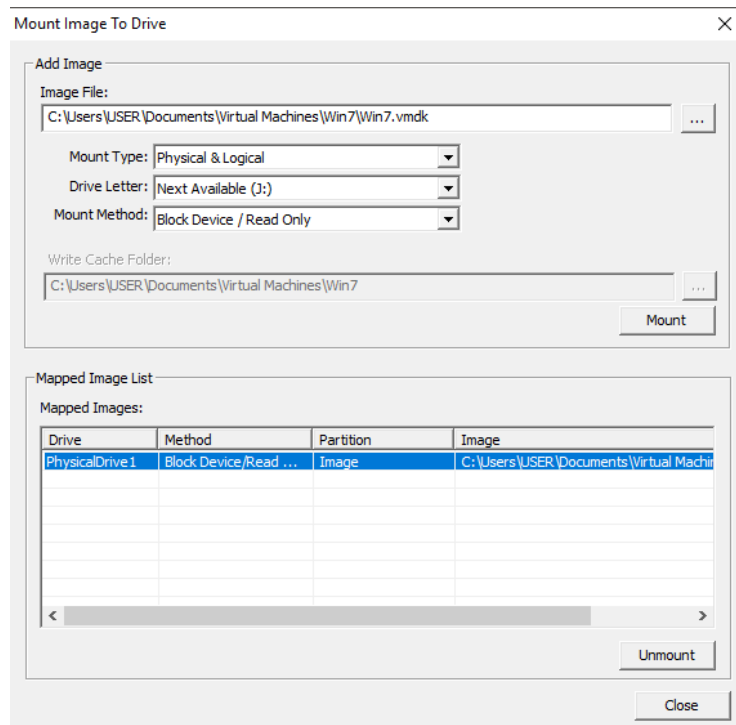 Mount Image To Drive
Add Image
Image File:
C:\Users\USER\Documents\Virtual Machines\Win7\Win7.vmdk
...
Mount Type: Physical & Logical
Drive Letter: Next Available (J:)
Mount Method: Block Device / Read Only
Write Cache Folder:
C:\Users\USER\Documents\Virtual Machines\Win7
...
Mount
Mapped Image List
Mapped Images:
Drive Method Partition Image
PhysicalDrive1 Block Device/Read ... Image C:\Users\USER\Documents\Virtual Machin
Unmount
Close